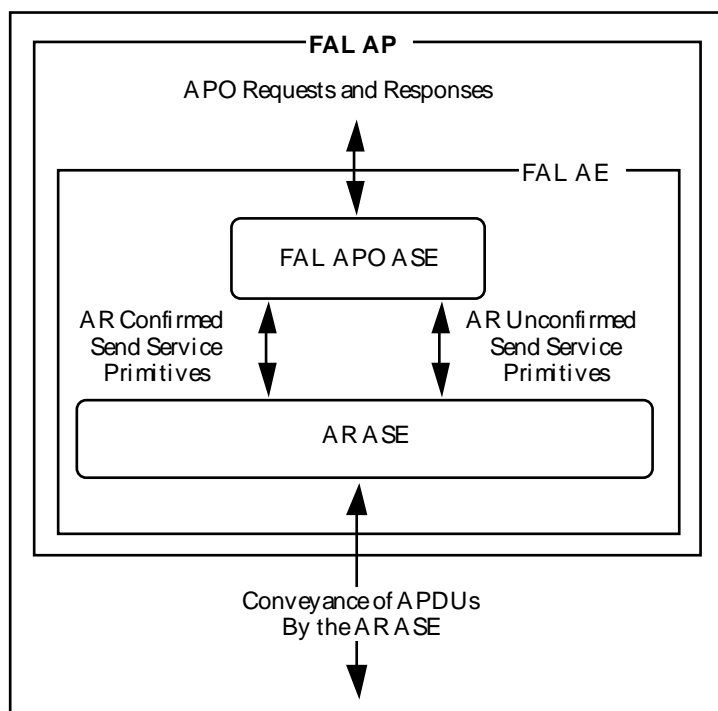 FAL AP
APO Requests and Responses
FAL AE
FAL APO ASE
AR Confirmed
Send Service
Primitives
AR Unconfirmed
Send Service
Primitives
AR ASE
Conveyance of APDUs
By the AR ASE